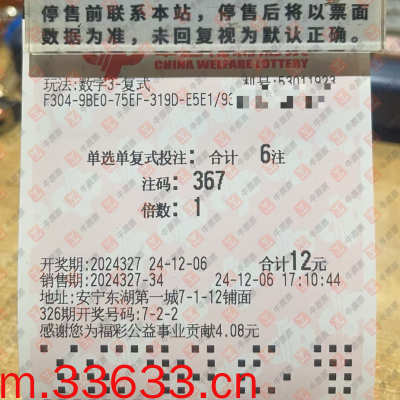 停售前联系本站，停售后将以票面
数据为准，未回复视为默认正确。
CHINA WELFARE LOTTERY
玩法:数字3-复式 机号:53011923
F304-9BE0-75EF-319D-E5E1/93
单选单复式投注: 合计 6注
注码: 367
倍数: 1
开奖期:2024327 24-12-06 合计12元
销售期:2024327-34 24-12-06 17:10:44
地址:安宁东湖第一城7-1-12铺面
326期开奖号码:7-2-2
感谢您为福彩公益事业贡献4.08元
m.33633.cn